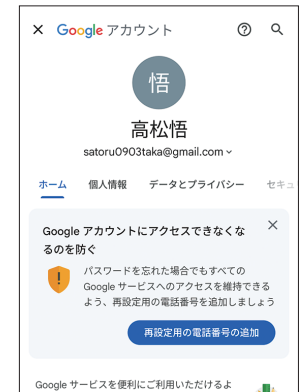 × Google アカウント
悟
高松悟
satoru0903taka@gmail.com
ホーム 個人情報 データとプライバシー セキュ
Google アカウントにアクセスできなくな
るのを防ぐ
パスワードを忘れた場合でもすべての
Google サービスへのアクセスを維持できる
よう、再設定用の電話番号を追加しましょう
再設定用の電話番号の追加
Google サービスを便利にご利用いただけるよ